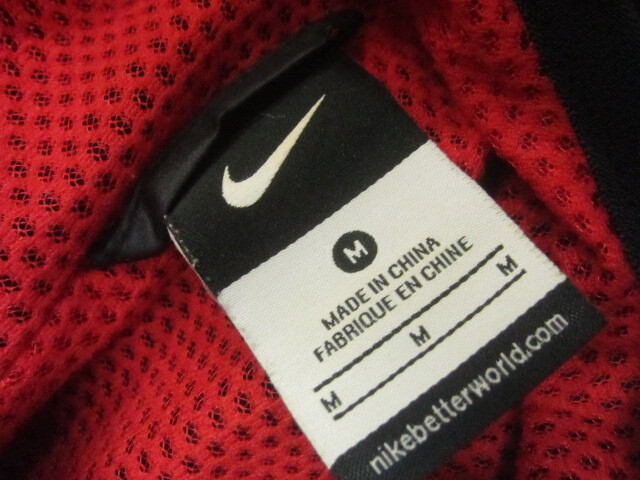 M
MADE IN CHINA
FABRIQUE EN CHINE
M M M
nikebetterworld.com